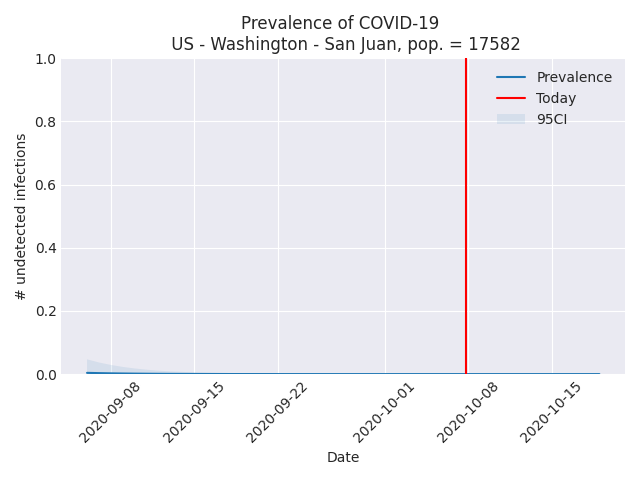 Prevalence of COVID-19
US - Washington - San Juan, pop. = 17582
1.0
0.8
0.6
0.4
0.2
0.0
# undetected infections
Prevalence
Today
95CI
2020-09-08
2020-09-15
2020-09-22
2020-10-01
2020-10-08
2020-10-15
Date